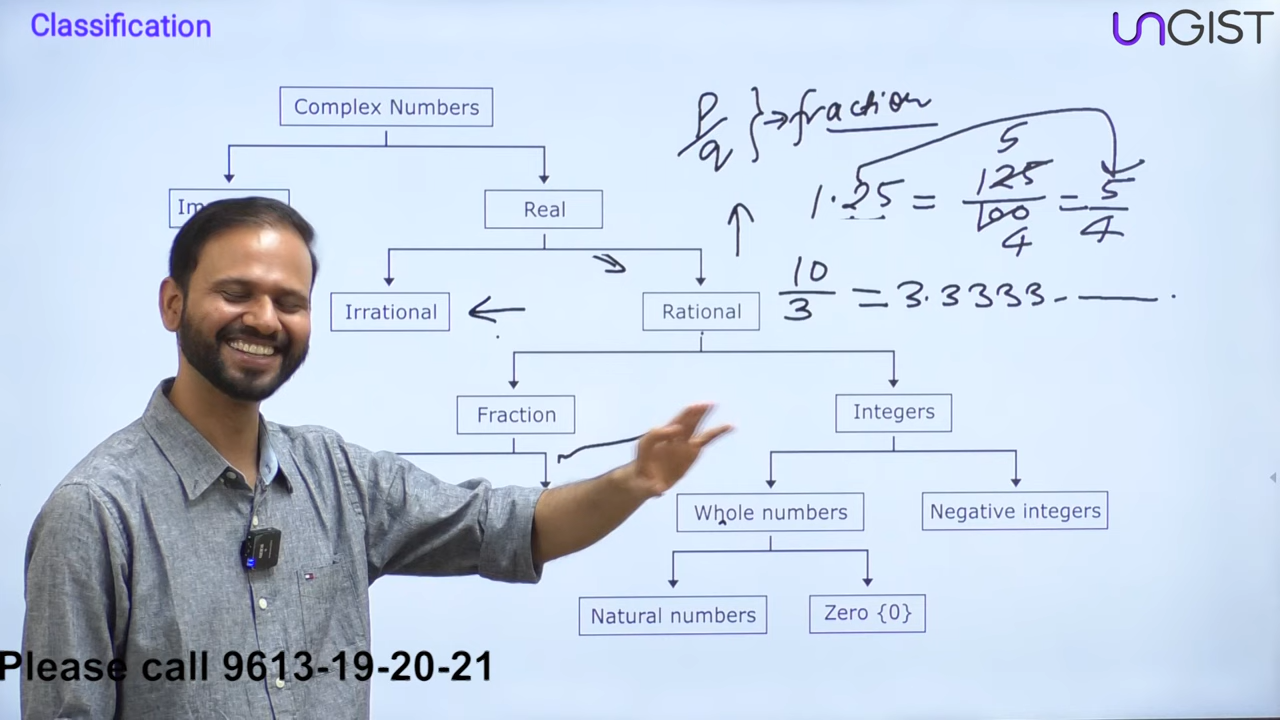 Classification
UNGIST
Complex Numbers
p/q } → fraction
5
1.25 = 125/100 = 5/4
4
Real
10/3 = 3.3333-——.
Irrational
Rational
Fraction
Integers
Whole numbers
Negative integers
Natural numbers
Zero {0}
Please call 9613-19-20-21